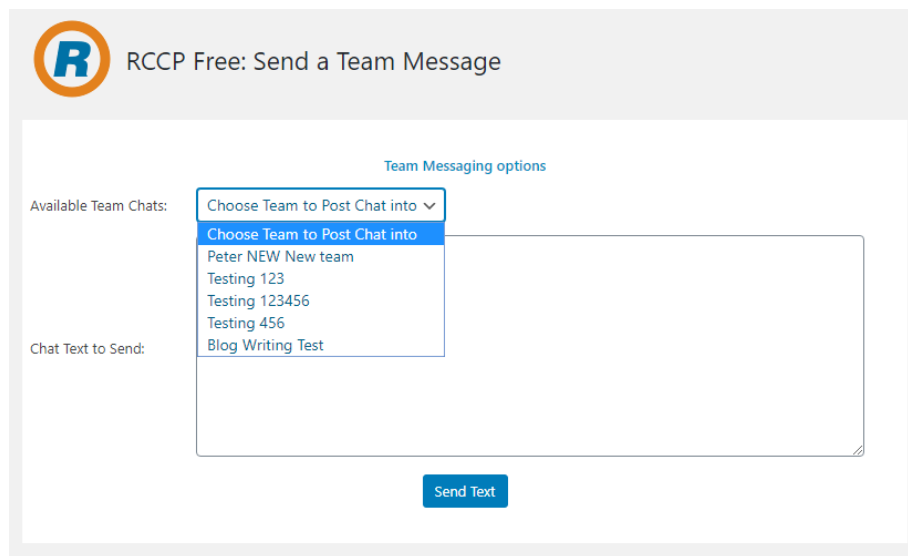 R
RCCP Free: Send a Team Message
Team Messaging options
Available Team Chats:
Choose Team to Post Chat into
Choose Team to Post Chat into
Peter NEW New team
Testing 123
Testing 123456
Testing 456
Blog Writing Test
Chat Text to Send:
Send Text